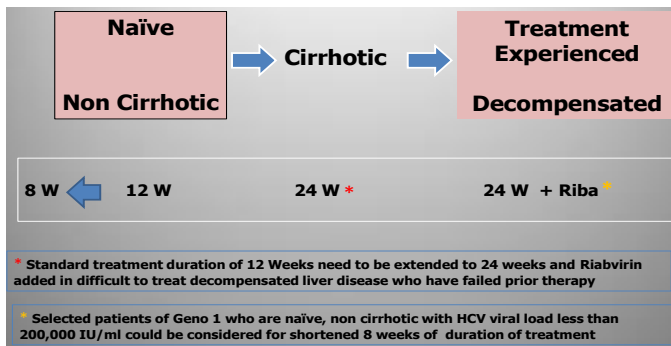 Naïve
Non Cirrhotic
Cirrhotic
Treatment
Experienced
Decompensated
8 W
12 W
24 W *
24 W + Riba *
* Standard treatment duration of 12 Weeks need to be extended to 24 weeks and Riabvirin
added in difficult to treat decompensated liver disease who have failed prior therapy
* Selected patients of Geno 1 who are naïve, non cirrhotic with HCV viral load less than
200,000 IU/ml could be considered for shortened 8 weeks of duration of treatment